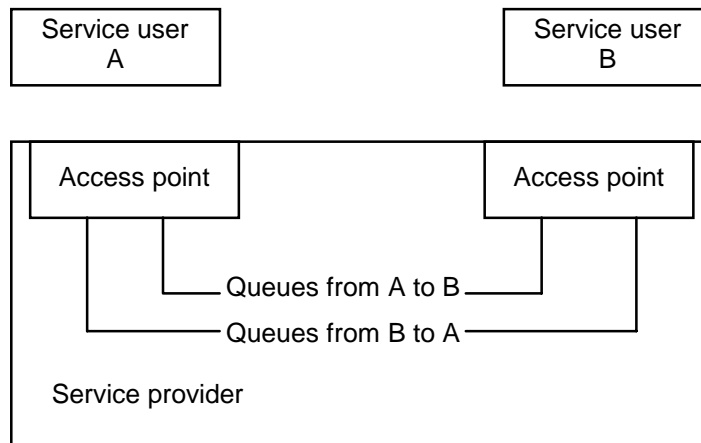 Service user
A
Service user
B
Access point
Access point
Queues from A to B
Queues from B to A
Service provider